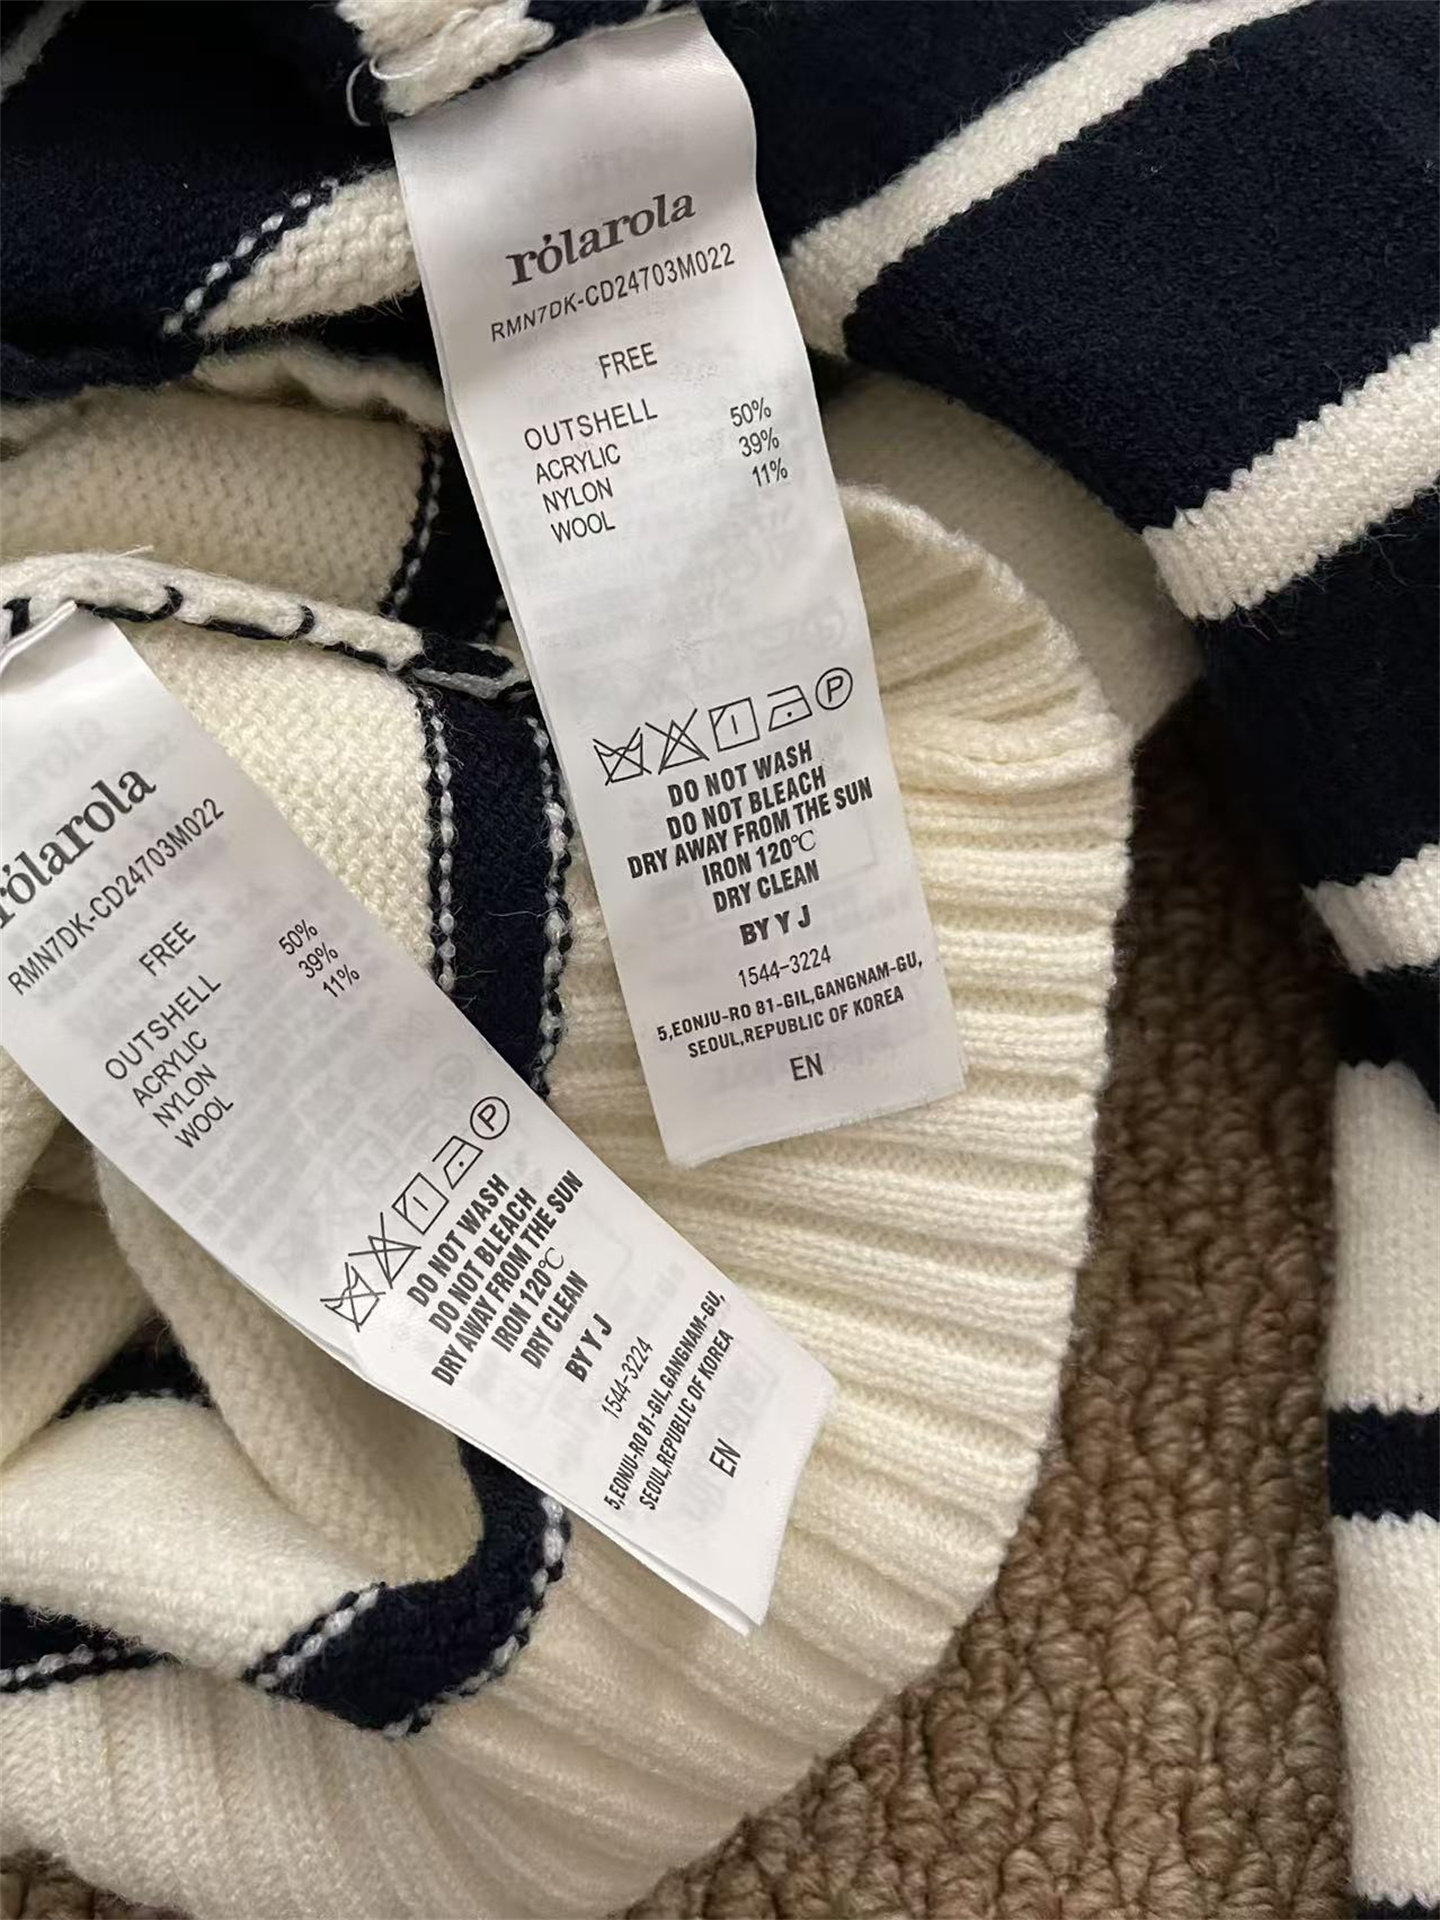 rólarola
RMN7DK-CD24703M022
FREE
OUTSHELL
ACRYLIC 50%
NYLON 39%
WOOL 11%
P
DO NOT WASH
DO NOT BLEACH
DRY AWAY FROM THE SUN
IRON 120℃
DRY CLEAN
BY Y J
1544-3224
5,EONJU-RO 81-GIL,GANGNAM-GU,
SEOUL,REPUBLIC OF KOREA
EN
rólarola
RMN7DK-CD24703M022
FREE
OUTSHELL
ACRYLIC 50%
NYLON 39%
WOOL 11%
P
DO NOT WASH
DO NOT BLEACH
DRY AWAY FROM THE SUN
IRON 120℃
DRY CLEAN
BY Y J
1544-3224
5,EONJU-RO 81-GIL,GANGNAM-GU,
SEOUL,REPUBLIC OF KOREA
EN